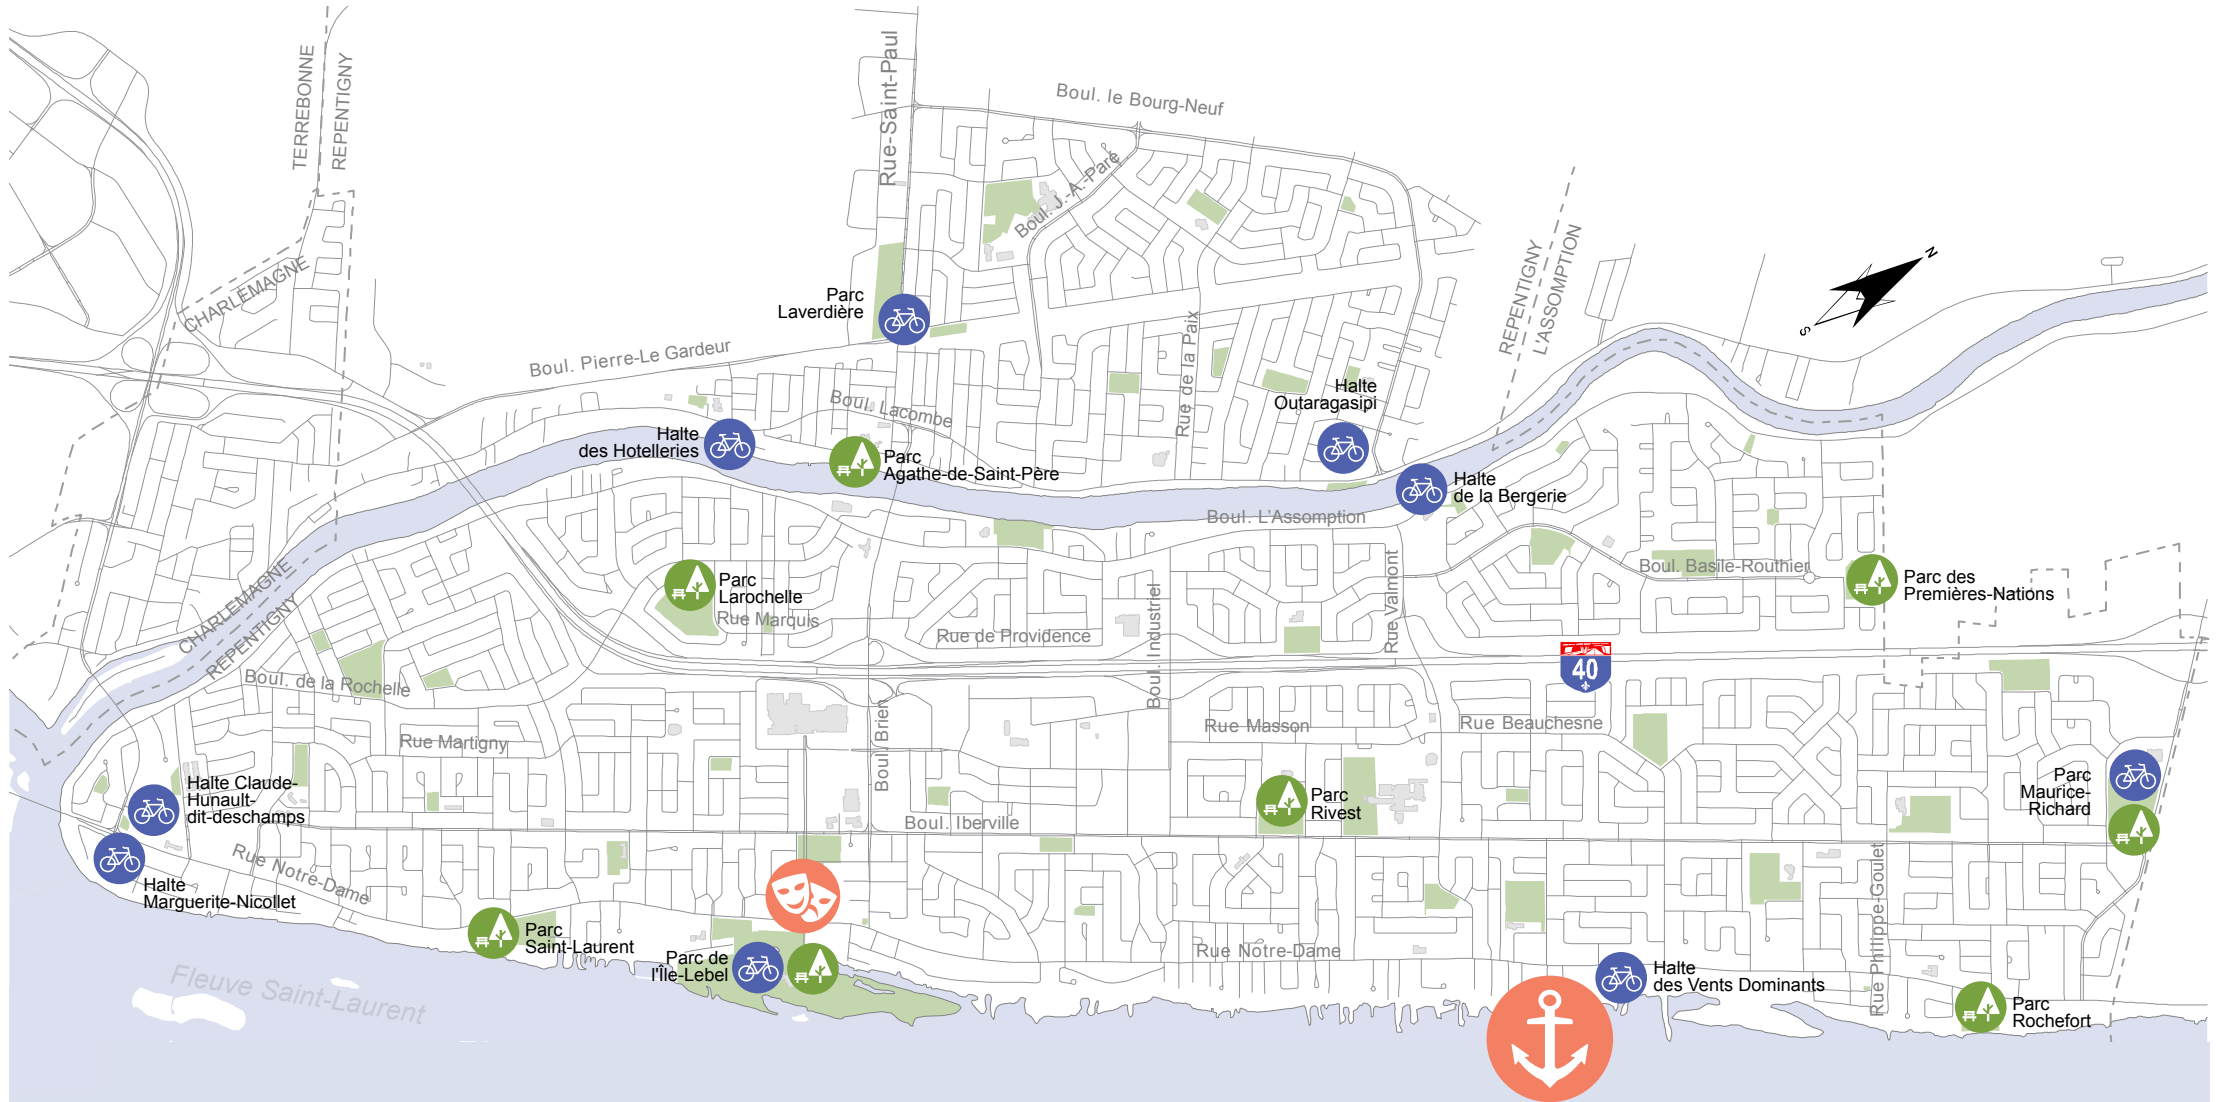 TERREBONNE
REPENTIGNY
Rue-Saint-Paul
Boul. le Bourg-Neuf
Boul. J.-A.-Paré
CHARLEMAGNE
REPENTIGNY
L'ASSOMPTION
N
S
Parc
Laverdière
Boul. Pierre-Le Gardeur
Rue de la Paix
Boul. Lacombe
Halte
Outaragasipi
Halte
des Hotelleries
Parc
Agathe-de-Saint-Père
Halte
de la Bergerie
Boul. L'Assomption
Boul. Basile-Routhier
Parc des
Premières-Nations
Parc
Larochelle
Rue Marquis
Rue de Providence
Boul. Industriel
Rue Valmont
CHARLEMAGNE
REPENTIGNY
40
Boul. de la Rochelle
Rue Martigny
Boul. Brien
Rue Masson
Rue Beauchesne
Halte Claude-
Hunault-
dit-deschamps
Parc
Rivest
Parc
Maurice-
Richard
Boul. Iberville
Rue Notre-Dame
Halte
Marguerite-Nicollet
Rue Philippe-Goulet
Parc
Saint-Laurent
Parc de
l'Île-Lebel
Rue Notre-Dame
Halte
des Vents Dominants
Parc
Rochefort
Fleuve Saint-Laurent